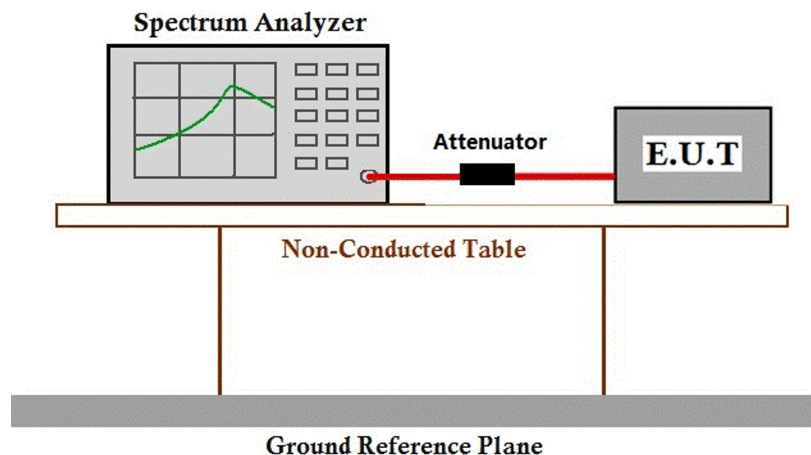 Spectrum Analyzer
Attenuator
E.U.T
Non-Conducted Table
Ground Reference Plane